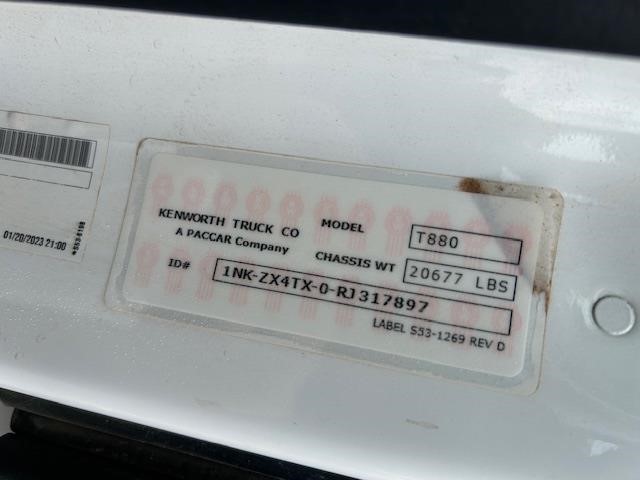 KENWORTH TRUCK CO
A PACCAR Company
MODEL T880
CHASSIS WT 20677 LBS
ID# 1NK-ZX4TX-0-RJ317897
LABEL S53-1269 REV D
01/20/2023 21:00